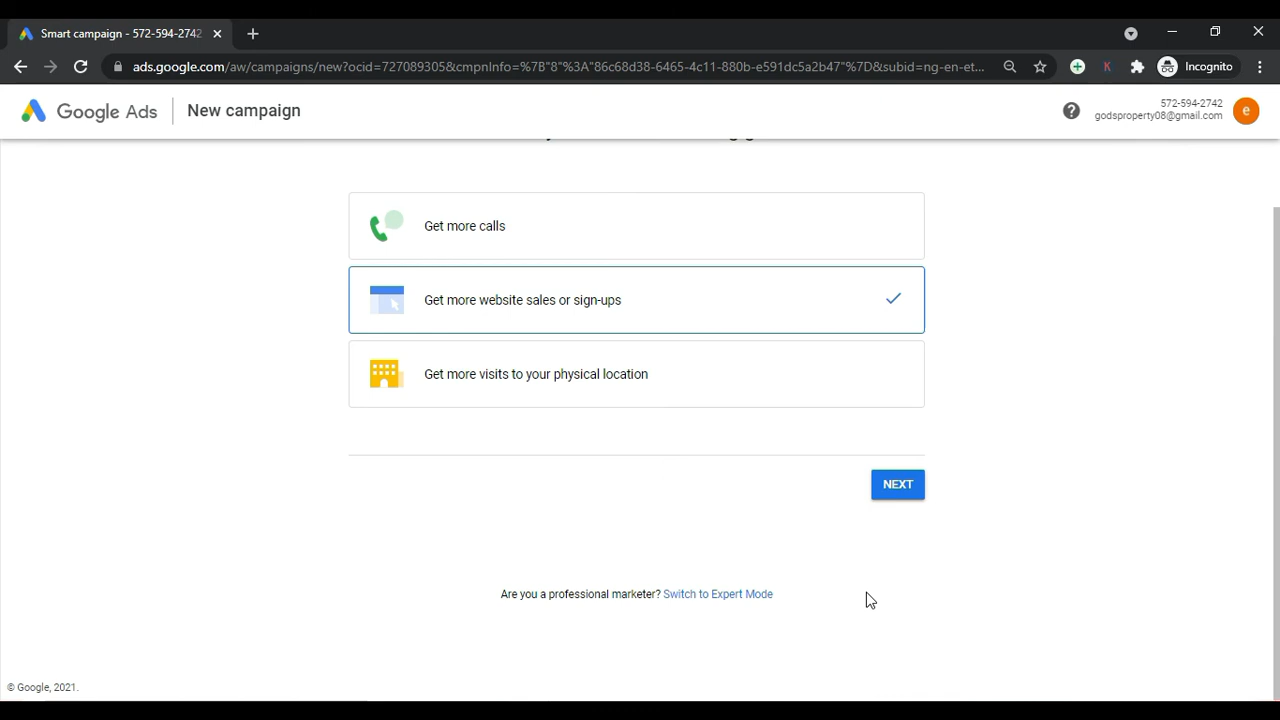 Smart campaign - 572-594-2742
ads.google.com/aw/campaigns/new?ocid=727089305&cmpnInfo=%7B"8"%3A"86c68d38-6465-4c11-880b-e591dc5a2b47"%7D&subid=ng-en-et...
Incognito
Google Ads
New campaign
572-594-2742
godsproperty08@gmail.com
e
Get more calls
Get more website sales or sign-ups
Get more visits to your physical location
NEXT
Are you a professional marketer? Switch to Expert Mode
© Google, 2021.